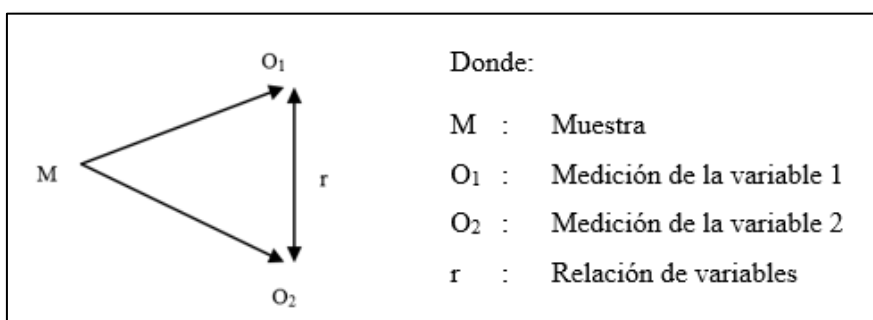 O₁
M
r
O₂
Donde:
M : Muestra
O₁ : Medición de la variable 1
O₂ : Medición de la variable 2
r : Relación de variables